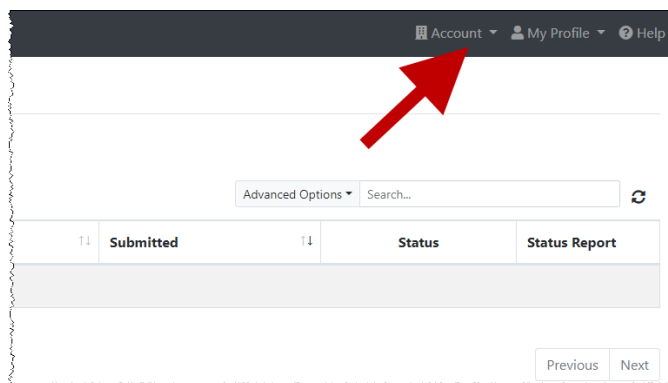 Account My Profile Help
Advanced Options Search...
Submitted Status Status Report
Previous Next